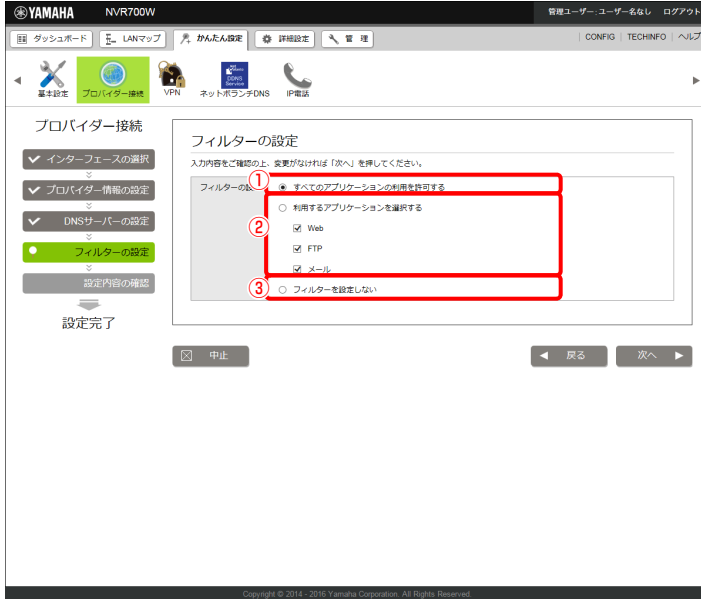 YAMAHA NVR700W 管理ユーザー:ユーザー名なし ログアウト
ダッシュボード LANマップ かんたん設定 詳細設定 管 理 CONFIG TECHINFO ヘルプ
基本設定 プロバイダー接続 VPN ネットボランチDNS IP電話
プロバイダー接続
インターフェースの選択
プロバイダー情報の設定
DNSサーバーの設定
フィルターの設定
設定内容の確認
設定完了
フィルターの設定
入力内容をご確認の上、変更がなければ「次へ」を押してください。
フィルターの設
① すべてのアプリケーションの利用を許可する
② 利用するアプリケーションを選択する
Web
FTP
メール
③ フィルターを設定しない
中止 戻る 次へ
Copyright © 2014 - 2016 Yamaha Corporation. All Rights Reserved.